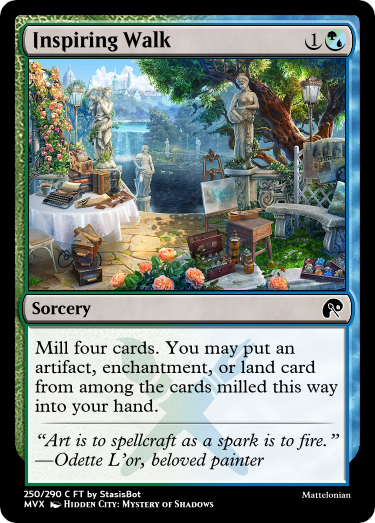 Inspiring Walk 1
Sorcery
Mill four cards. You may put an
artifact, enchantment, or land card
from among the cards milled this way
into your hand.
“Art is to spellcraft as a spark is to fire.”
—Odette L'or, beloved painter
250/290 C FT by StasisBot
Mattelonian
MVX Hidden City: Mystery of Shadows